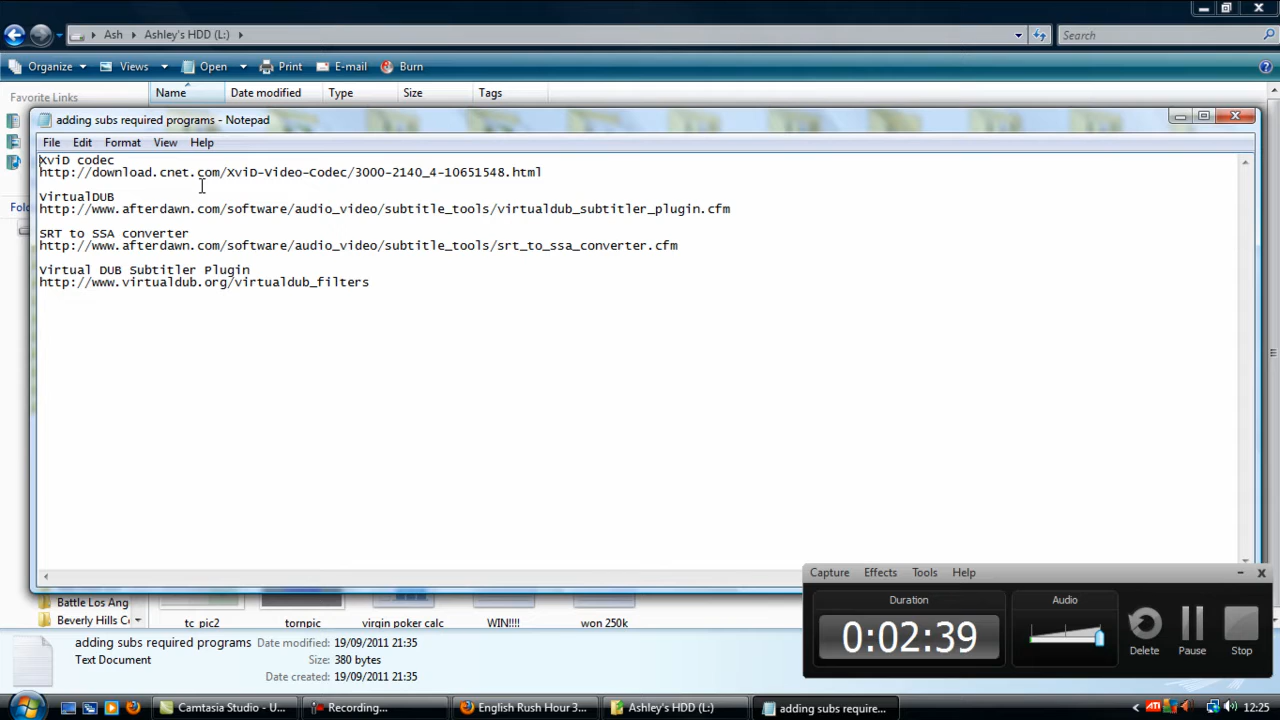 Ash
Ashley's HDD (L:)
Search
Organize
Views
Open
Print
E-mail
Burn
Favorite Links
Name
Date modified
Type
Size
Tags
adding subs required programs - Notepad
File Edit Format View Help
XviD codec
http://download.cnet.com/XviD-Video-Codec/3000-2140_4-10651548.html
VirtualDUB
http://www.afterdawn.com/software/audio_video/subtitle_tools/virtualdub_subtitler_plugin.cfm
SRT to SSA converter
http://www.afterdawn.com/software/audio_video/subtitle_tools/srt_to_ssa_converter.cfm
Virtual DUB Subtitler Plugin
http://www.virtualdub.org/virtualdub_filters
Capture Effects Tools Help
Duration
Audio
0:02:39
Delete
Pause
Stop
Battle Los Ang
Beverly Hills C
tc_pic2
tornpic
virgin poker calc
WIN!!!!
won 250k
adding subs required programs
Date modified: 19/09/2011 21:35
Text Document
Size: 380 bytes
Date created: 19/09/2011 21:35
Camtasia Studio - U...
Recording...
English Rush Hour 3...
Ashley's HDD (L:)
adding subs require...
ATI
12:25